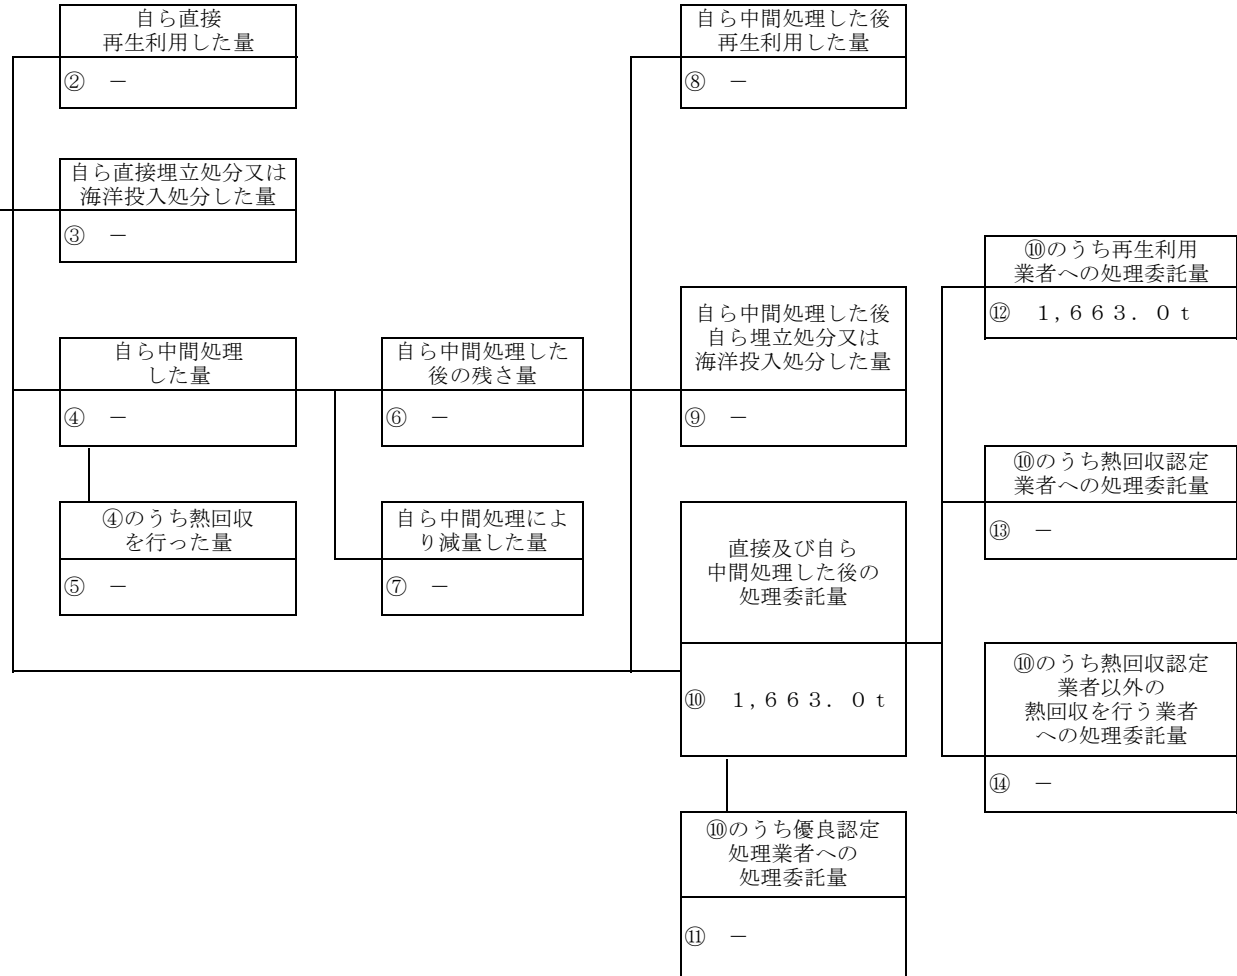 自ら直接
再生利用した量
② －
自ら中間処理した後
再生利用した量
⑧ －
自ら直接埋立処分又は
海洋投入処分した量
③ －
⑩のうち再生利用
業者への処理委託量
⑫ １，６６３．０ｔ
自ら中間処理した後
自ら埋立処分又は
海洋投入処分した量
⑨ －
自ら中間処理
した量
④ －
自ら中間処理した
後の残さ量
⑥ －
⑩のうち熱回収認定
業者への処理委託量
⑬ －
④のうち熱回収
を行った量
⑤ －
自ら中間処理によ
り減量した量
⑦ －
直接及び自ら
中間処理した後の
処理委託量
⑩ １，６６３．０ｔ
⑩のうち熱回収認定
業者以外の
熱回収を行う業者
への処理委託量
⑭ －
⑩のうち優良認定
処理業者への
処理委託量
⑪ －